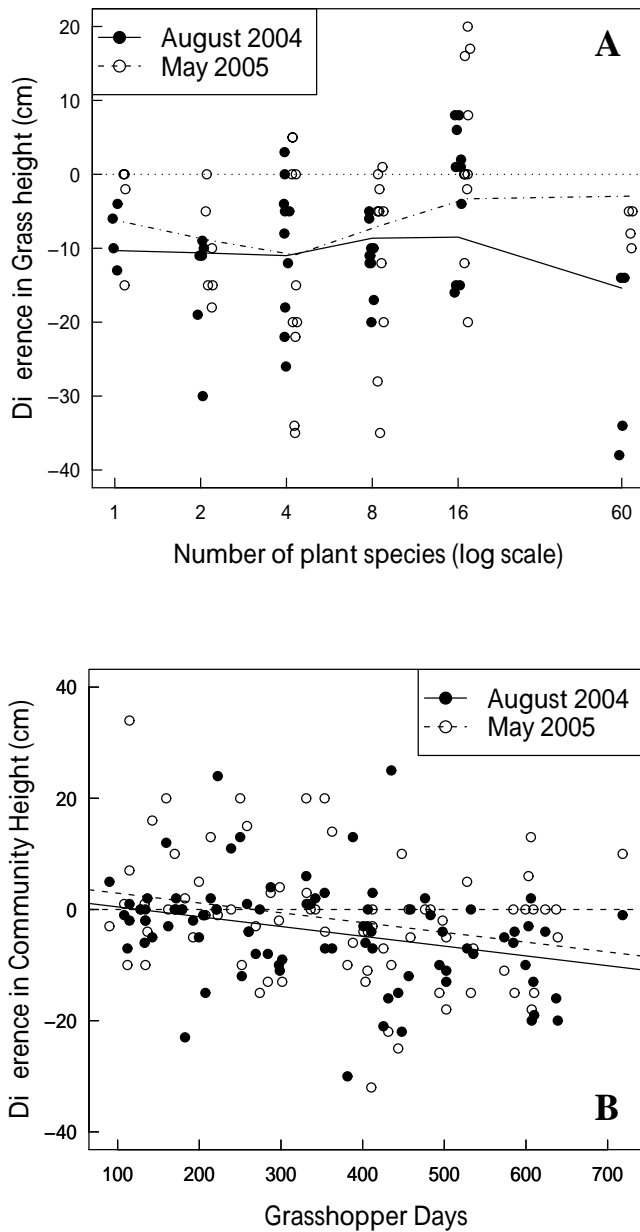 August 2004
May 2005
A
20
10
0
−10
−20
−30
−40
Di erence in Grass height (cm)
1 2 4 8 16 60
Number of plant species (log scale)
August 2004
May 2005
40
20
0
−20
−40
Di erence in Community Height (cm)
B
100 200 300 400 500 600 700
Grasshopper Days